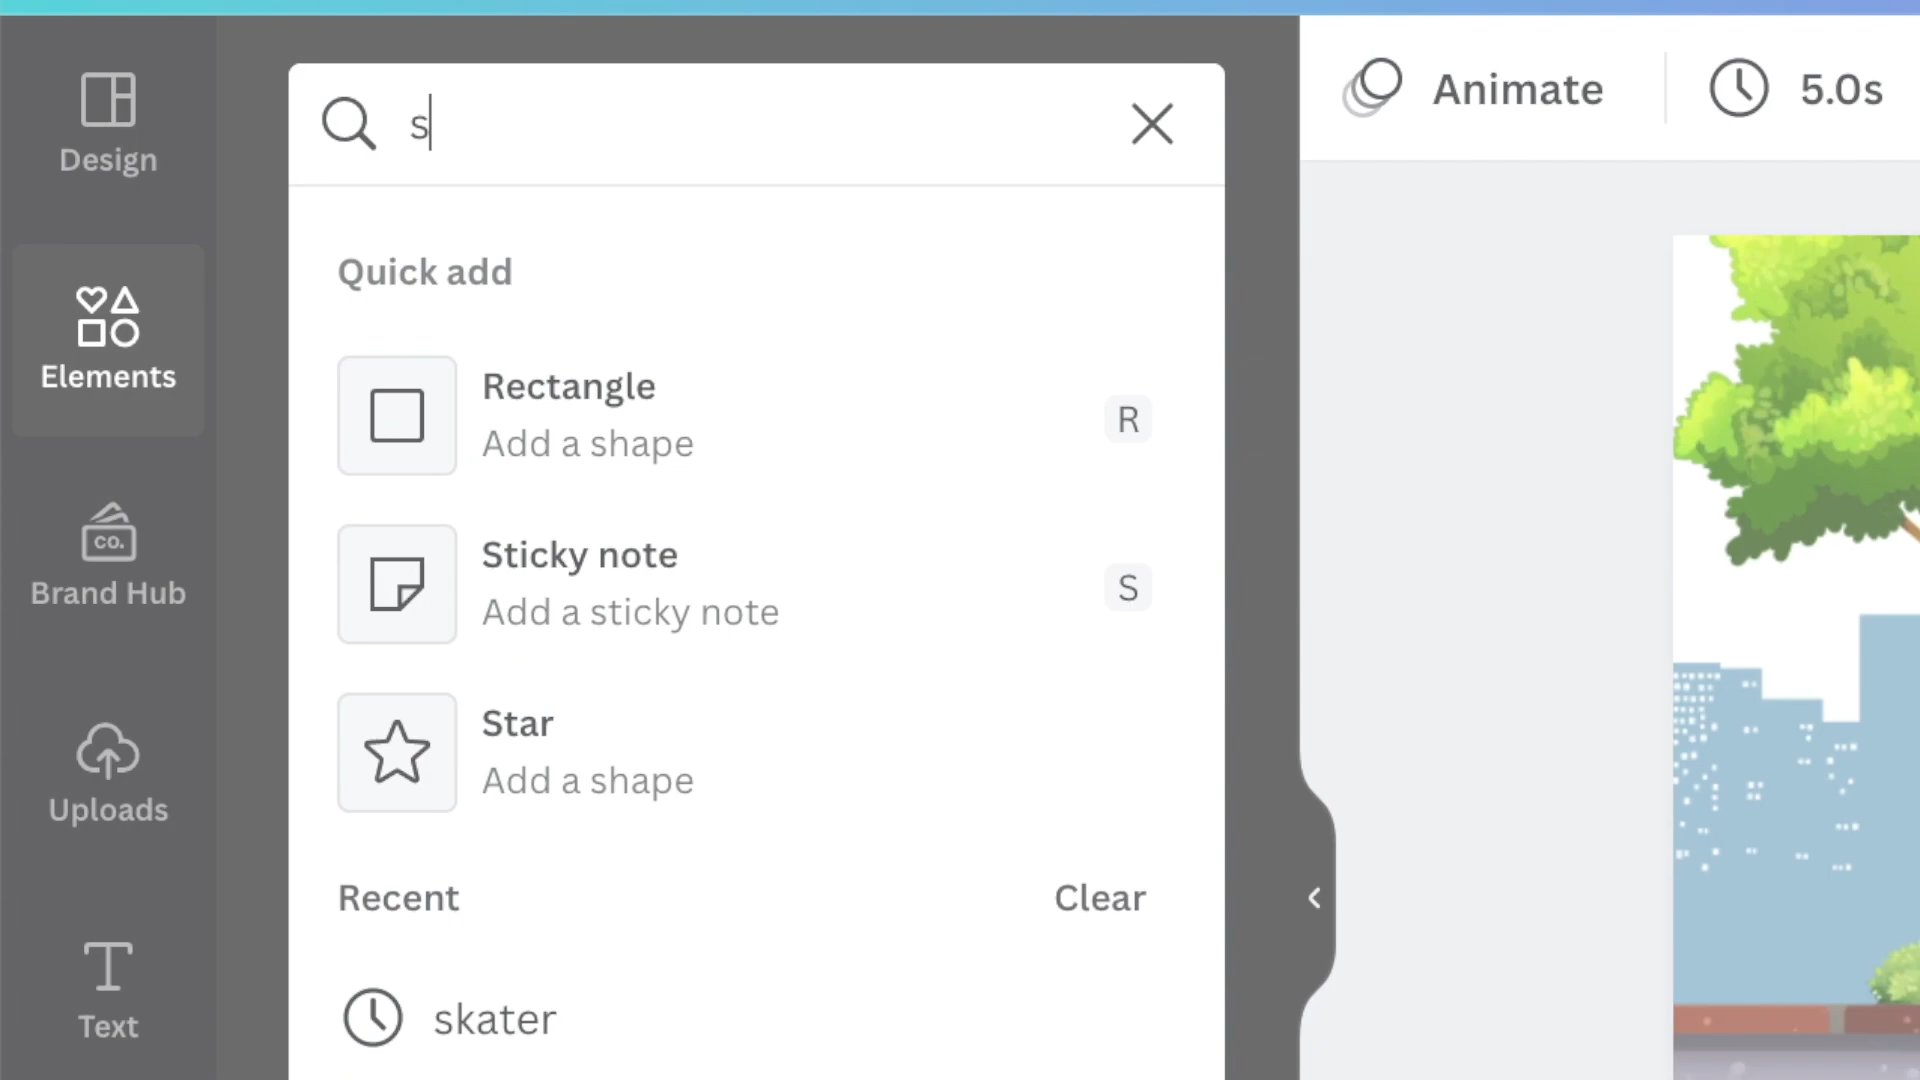 Design
Elements
co.
Brand Hub
Uploads
Text
s
Quick add
Rectangle
Add a shape
R
Sticky note
Add a sticky note
S
Star
Add a shape
Recent
Clear
skater
Animate
5.0s